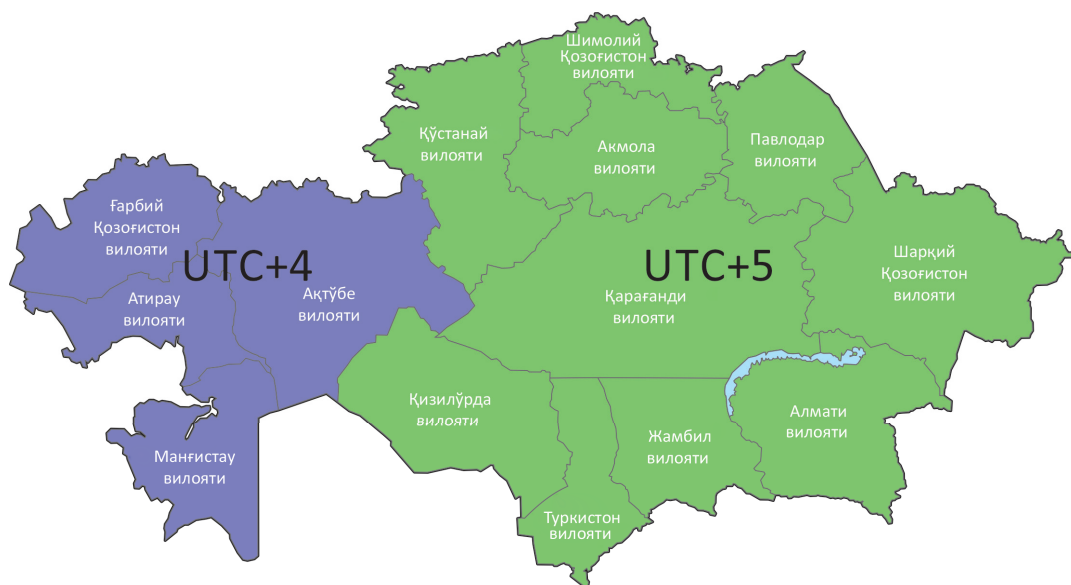 Шимолий
Қозоғистон
вилояти
Қўстанай
вилояти
Акмола
вилояти
Павлодар
вилояти
Ғарбий
Қозоғистон
вилояти
UTC+4
UTC+5
Шарқий
Қозоғистон
вилояти
Атирау
вилояти
Ақтўбе
вилояти
Қарағанди
вилояти
Қизилўрда
вилояти
Алмати
вилояти
Жамбил
вилояти
Манғистау
вилояти
Туркистон
вилояти